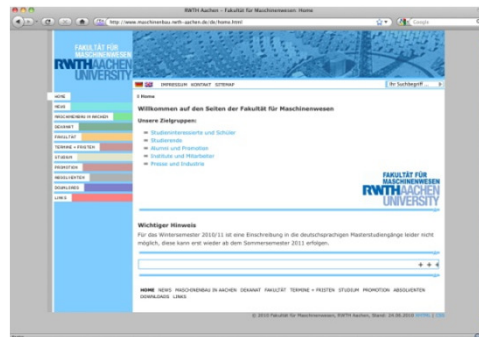 RWTH Aachen - Fakultät für Maschinenwesen: Home
http://www.maschinenbau.rwth-aachen.de/de/home.html
Google
FAKULTÄT FÜR
MASCHINENWESEN
RWTHAACHEN
UNIVERSITY
IMPRESSUM KONTAKT SITEMAP
Ihr Suchbegriff ...
HOME
NEWS
MASCHINENBAU IN AACHEN
DEKANAT
FAKULTÄT
TERMINE + FRISTEN
STUDIUM
PROMOTION
ABSOLVENTEN
DOWNLOADS
LINKS
Home
Willkommen auf den Seiten der Fakultät für Maschinenwesen
Unsere Zielgruppen:
Studieninteressierte und Schüler
Studierende
Alumni und Promotion
Institute und Mitarbeiter
Presse und Industrie
FAKULTÄT FÜR
MASCHINENWESEN
RWTHAACHEN
UNIVERSITY
Wichtiger Hinweis
Für das Wintersemester 2010/11 ist eine Einschreibung in die deutschsprachigen Masterstudiengänge leider nicht
möglich, diese kann erst wieder ab dem Sommersemester 2011 erfolgen.
+ + +
HOME NEWS MASCHINENBAU IN AACHEN DEKANAT FAKULTÄT TERMINE + FRISTEN STUDIUM PROMOTION ABSOLVENTEN
DOWNLOADS LINKS
© 2010 Fakultät für Maschinenwesen, RWTH Aachen, Stand: